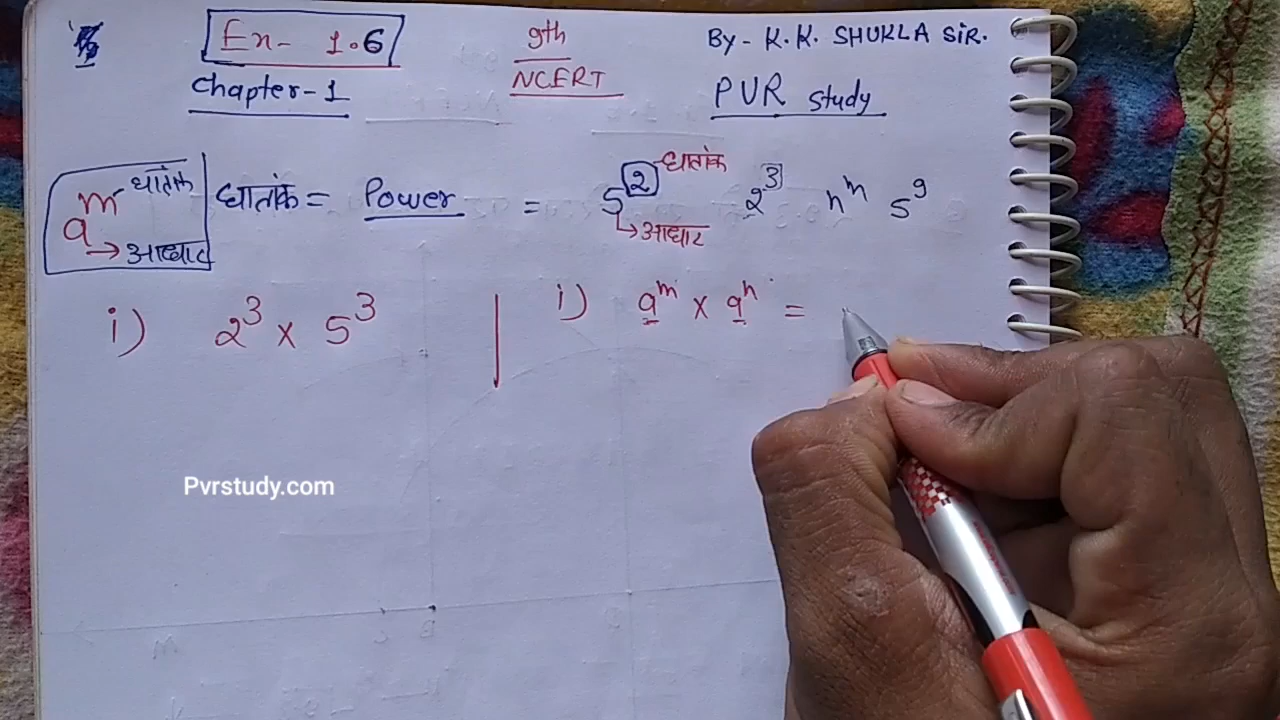 Ex- 1.6 9th By- K.K. SHUKLA SIR.
Chapter-1 NCERT PVR study
a^m घातांक → आधार घातांक = Power = 5^2 घातांक → आधार 2^3 n^m 5^9
i) 2^3 × 5^3 i) a^m × a^n =
Pvrstudy.com